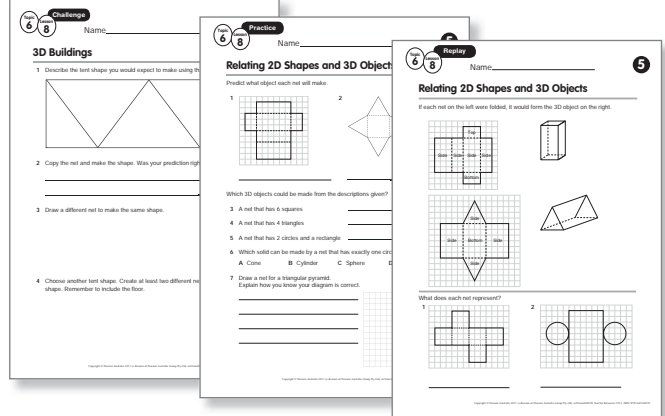 Topic
6
Lesson
8
Challenge
Name
3D Buildings
1 Describe the tent shape you would expect to make using th
2 Copy the net and make the shape. Was your prediction righ
3 Draw a different net to make the same shape.
4 Choose another tent shape. Create at least two different ne
shape. Remember to include the floor.
Topic
6
Lesson
8
Practice
Name
Relating 2D Shapes and 3D Objects
Predict what object each net will make.
1
2
Which 3D objects could be made from the descriptions given?
3 A net that has 6 squares
4 A net that has 4 triangles
5 A net that has 2 circles and a rectangle
6 Which solid can be made by a net that has exactly one circ
A Cone B Cylinder C Sphere D
7 Draw a net for a triangular pyramid.
Explain how you know your diagram is correct.
Topic
6
Lesson
8
Replay
Name
5
Relating 2D Shapes and 3D Objects
If each net on the left were folded, it would form the 3D object on the right.
Top
Side Side Side Side
Bottom
Side
Side Bottom Side
Side
What does each net represent?
1
2